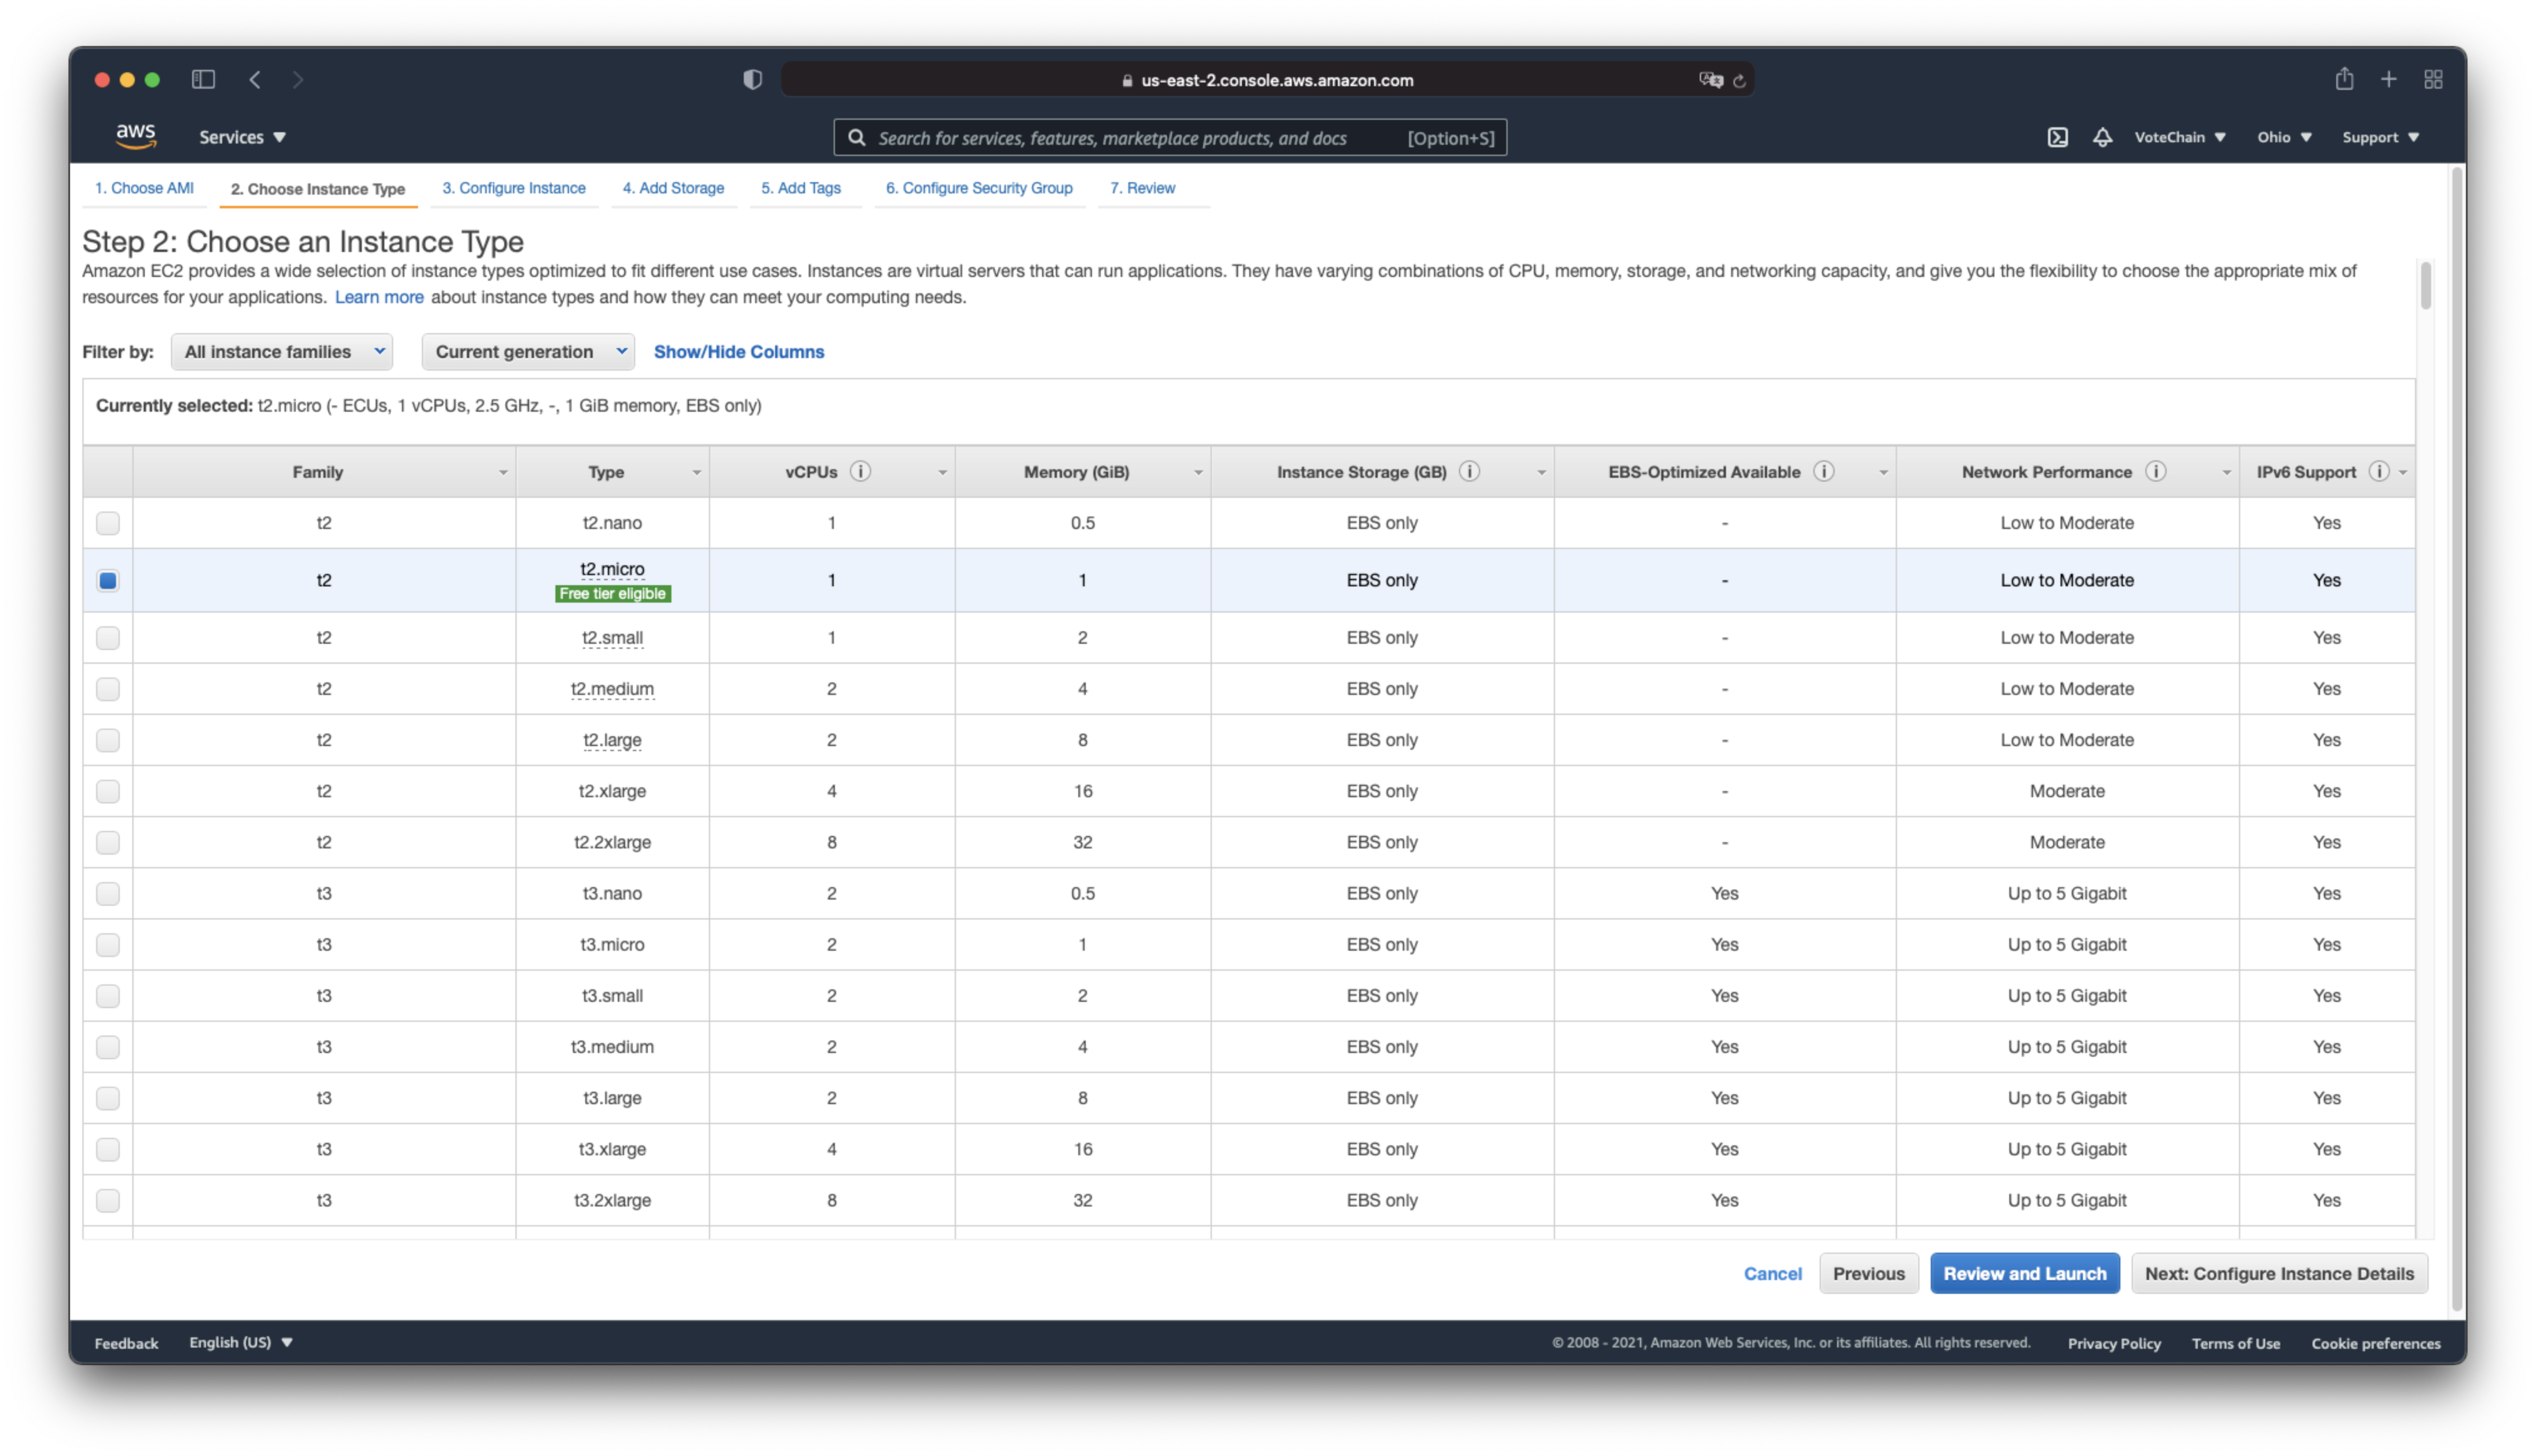 us-east-2.console.aws.amazon.com
aws Services Search for services, features, marketplace products, and docs [Option+S] VoteChain Ohio Support
1. Choose AMI 2. Choose Instance Type 3. Configure Instance 4. Add Storage 5. Add Tags 6. Configure Security Group 7. Review
Step 2: Choose an Instance Type
Amazon EC2 provides a wide selection of instance types optimized to fit different use cases. Instances are virtual servers that can run applications. They have varying combinations of CPU, memory, storage, and networking capacity, and give you the flexibility to choose the appropriate mix of
resources for your applications. Learn more about instance types and how they can meet your computing needs.
Filter by: All instance families Current generation Show/Hide Columns
Currently selected: t2.micro (- ECUs, 1 vCPUs, 2.5 GHz, -, 1 GiB memory, EBS only)
Family Type vCPUs i Memory (GiB) Instance Storage (GB) i EBS-Optimized Available i Network Performance i IPv6 Support i
t2 t2.nano 1 0.5 EBS only - Low to Moderate Yes
t2 t2.micro 1 1 EBS only - Low to Moderate Yes
Free tier eligible
t2 t2.small 1 2 EBS only - Low to Moderate Yes
t2 t2.medium 2 4 EBS only - Low to Moderate Yes
t2 t2.large 2 8 EBS only - Low to Moderate Yes
t2 t2.xlarge 4 16 EBS only - Moderate Yes
t2 t2.2xlarge 8 32 EBS only - Moderate Yes
t3 t3.nano 2 0.5 EBS only Yes Up to 5 Gigabit Yes
t3 t3.micro 2 1 EBS only Yes Up to 5 Gigabit Yes
t3 t3.small 2 2 EBS only Yes Up to 5 Gigabit Yes
t3 t3.medium 2 4 EBS only Yes Up to 5 Gigabit Yes
t3 t3.large 2 8 EBS only Yes Up to 5 Gigabit Yes
t3 t3.xlarge 4 16 EBS only Yes Up to 5 Gigabit Yes
t3 t3.2xlarge 8 32 EBS only Yes Up to 5 Gigabit Yes
Cancel Previous Review and Launch Next: Configure Instance Details
Feedback English (US) © 2008 - 2021, Amazon Web Services, Inc. or its affiliates. All rights reserved. Privacy Policy Terms of Use Cookie preferences